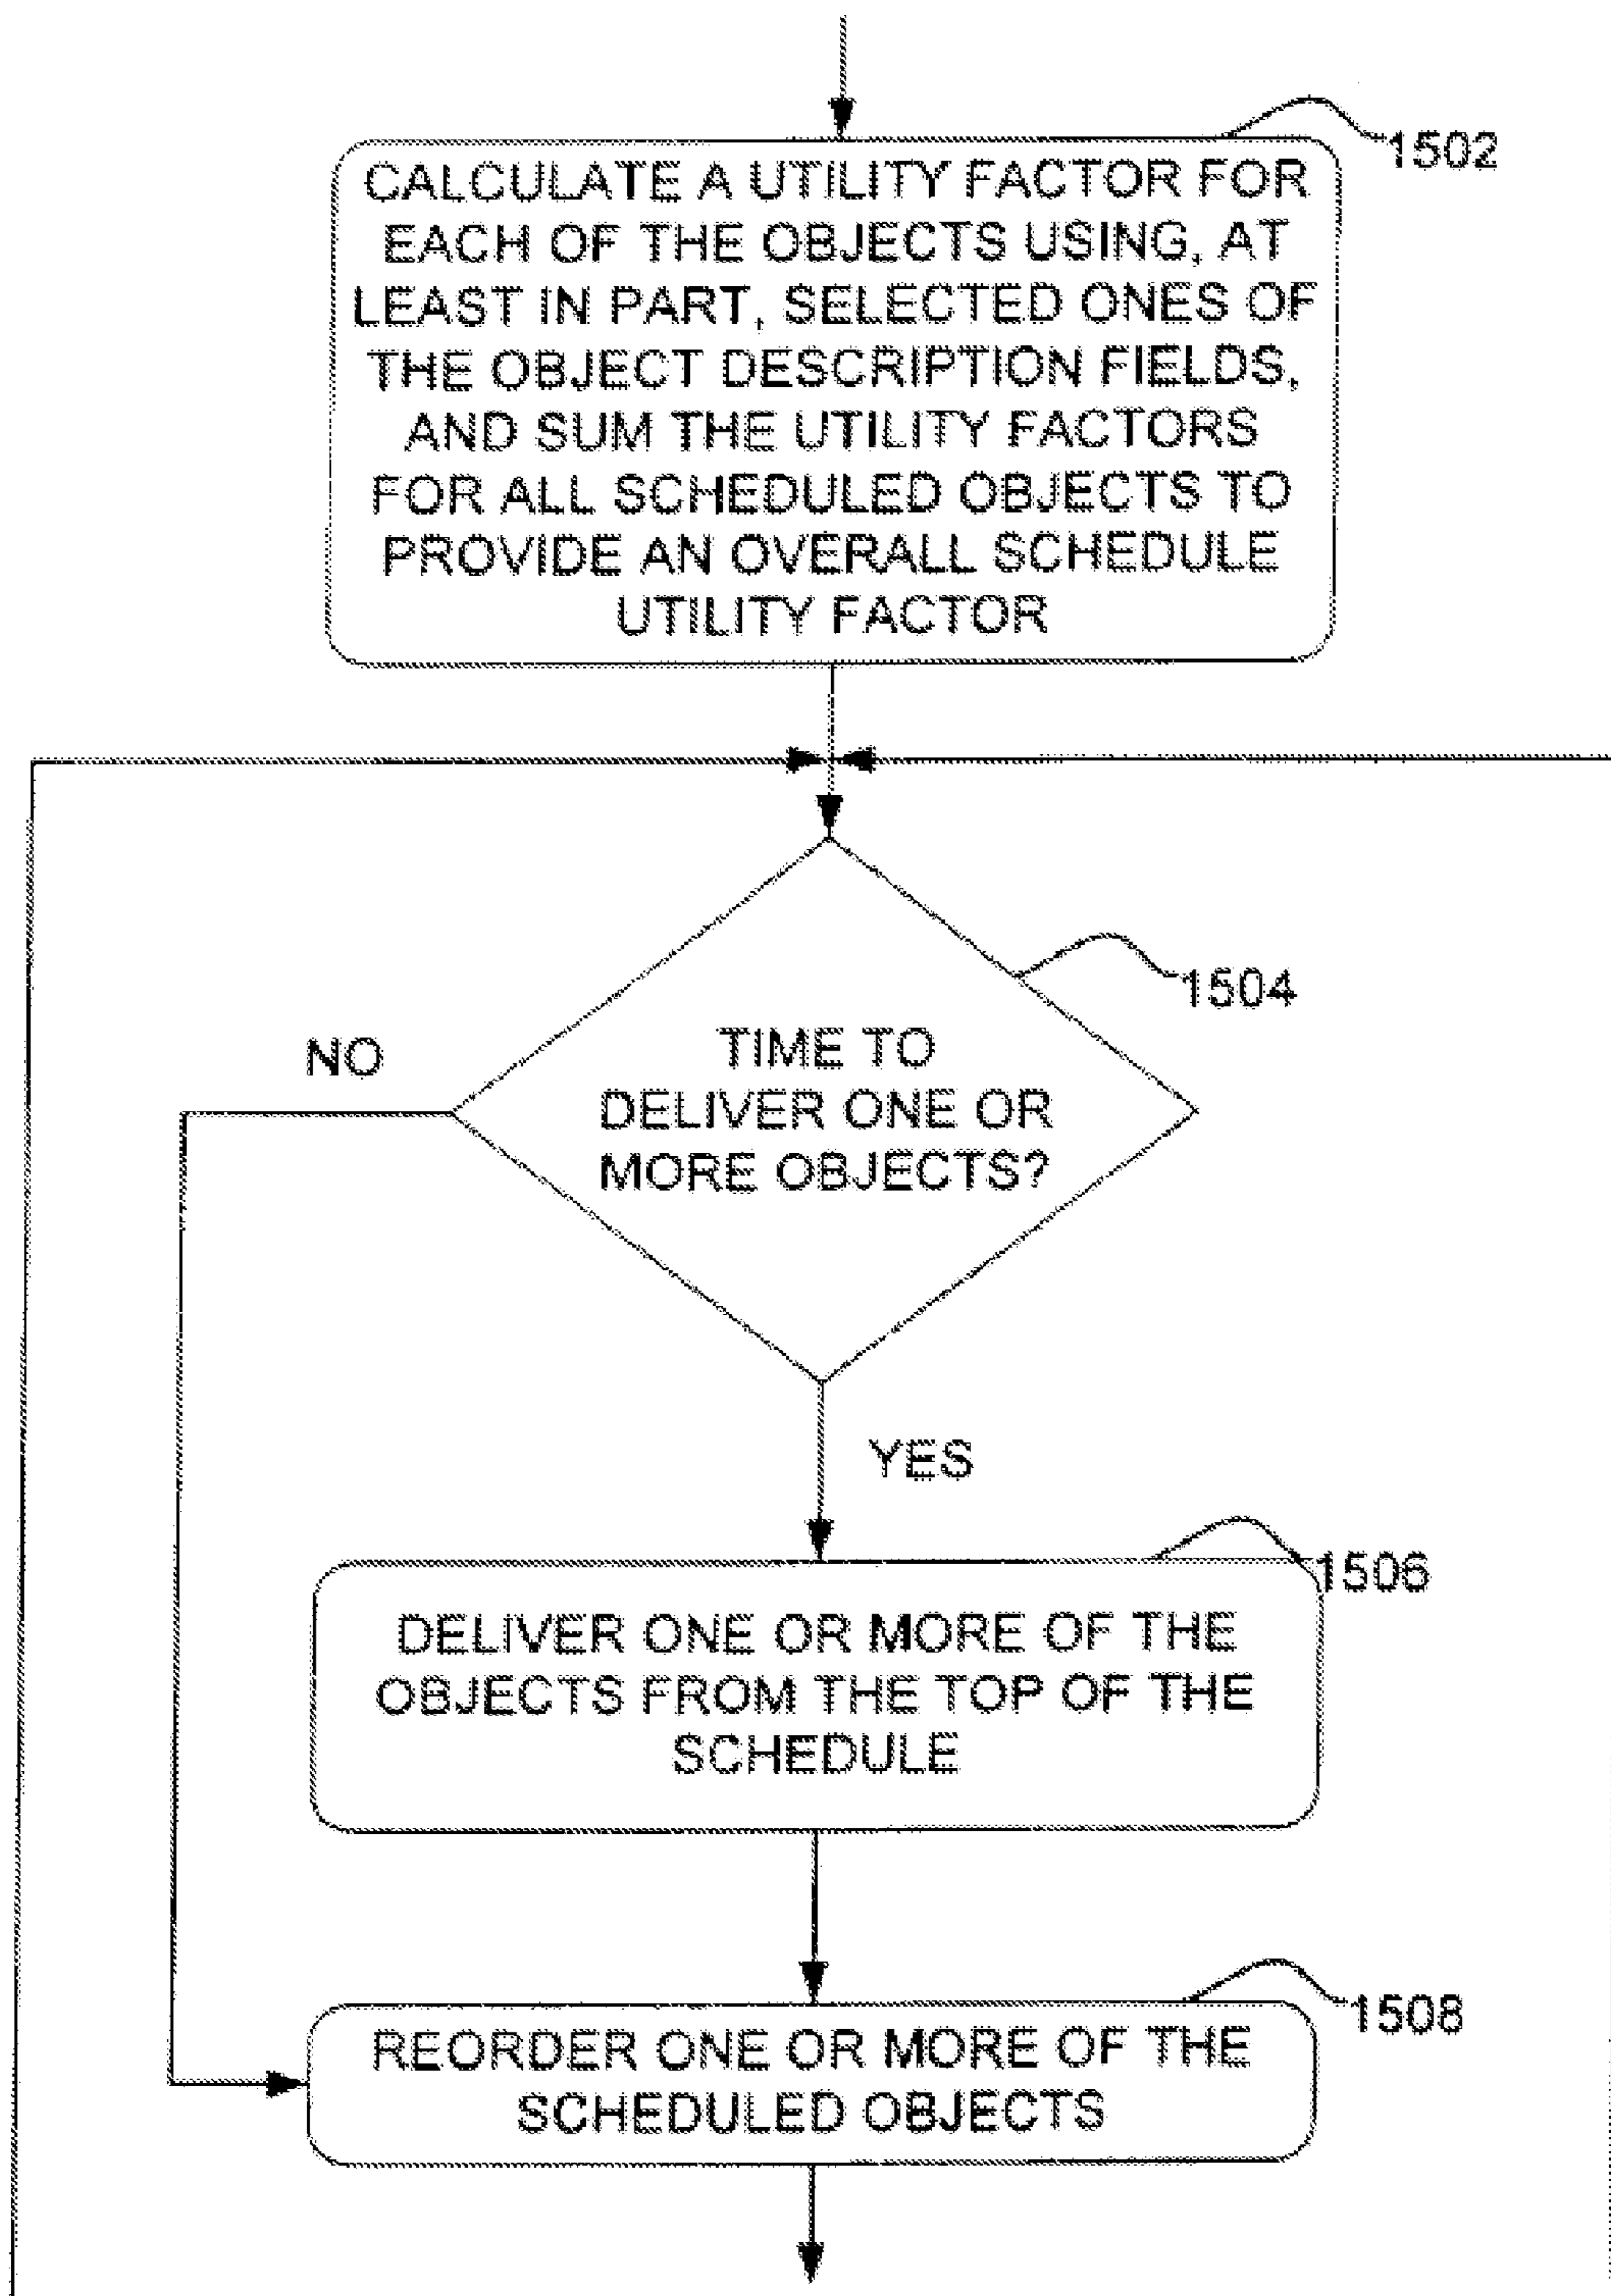 1502
CALCULATE A UTILITY FACTOR FOR
EACH OF THE OBJECTS USING, AT
LEAST IN PART, SELECTED ONES OF
THE OBJECT DESCRIPTION FIELDS,
AND SUM THE UTILITY FACTORS
FOR ALL SCHEDULED OBJECTS TO
PROVIDE AN OVERALL SCHEDULE
UTILITY FACTOR
1504
NO
TIME TO
DELIVER ONE OR
MORE OBJECTS?
YES
1506
DELIVER ONE OR MORE OF THE
OBJECTS FROM THE TOP OF THE
SCHEDULE
1508
REORDER ONE OR MORE OF THE
SCHEDULED OBJECTS